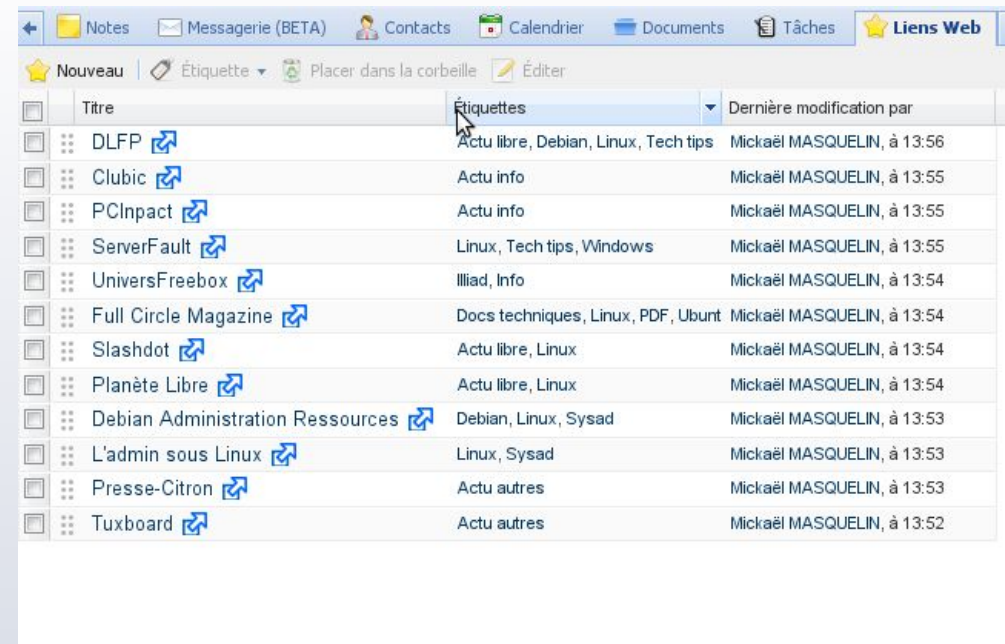 Notes Messagerie (BETA) Contacts Calendrier Documents Tâches Liens Web
Nouveau Étiquette Placer dans la corbeille Éditer
Titre Étiquettes Dernière modification par
DLFP Actu libre, Debian, Linux, Tech tips Mickaël MASQUELIN, à 13:56
Clubic Actu info Mickaël MASQUELIN, à 13:55
PCInpact Actu info Mickaël MASQUELIN, à 13:55
ServerFault Linux, Tech tips, Windows Mickaël MASQUELIN, à 13:55
UniversFreebox Illiad, Info Mickaël MASQUELIN, à 13:54
Full Circle Magazine Docs techniques, Linux, PDF, Ubunt Mickaël MASQUELIN, à 13:54
Slashdot Actu libre, Linux Mickaël MASQUELIN, à 13:54
Planète Libre Actu libre, Linux Mickaël MASQUELIN, à 13:54
Debian Administration Ressources Debian, Linux, Sysad Mickaël MASQUELIN, à 13:53
L'admin sous Linux Linux, Sysad Mickaël MASQUELIN, à 13:53
Presse-Citron Actu autres Mickaël MASQUELIN, à 13:53
Tuxboard Actu autres Mickaël MASQUELIN, à 13:52